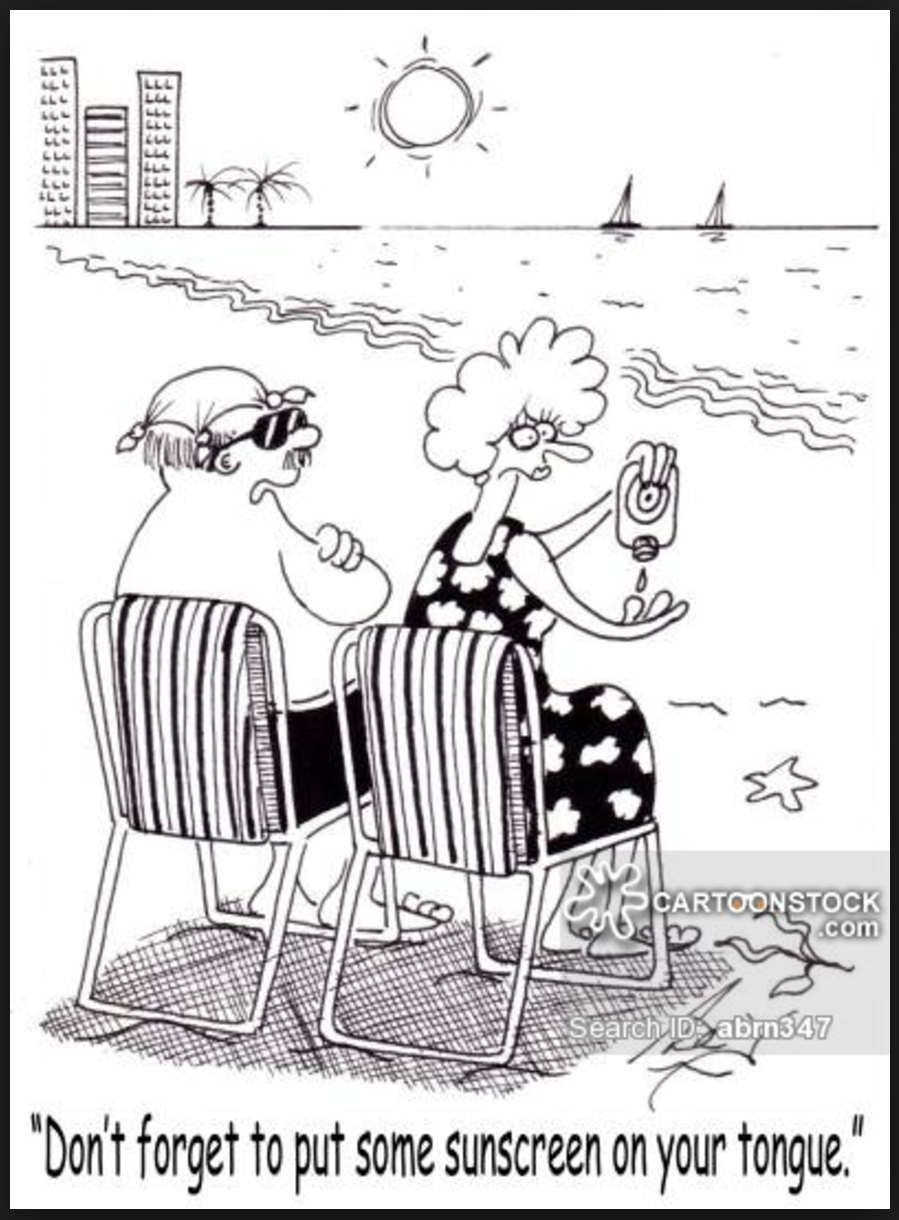 CARTOONSTOCK
.com
Search ID: abrn347
"Don't forget to put some sunscreen on your tongue."